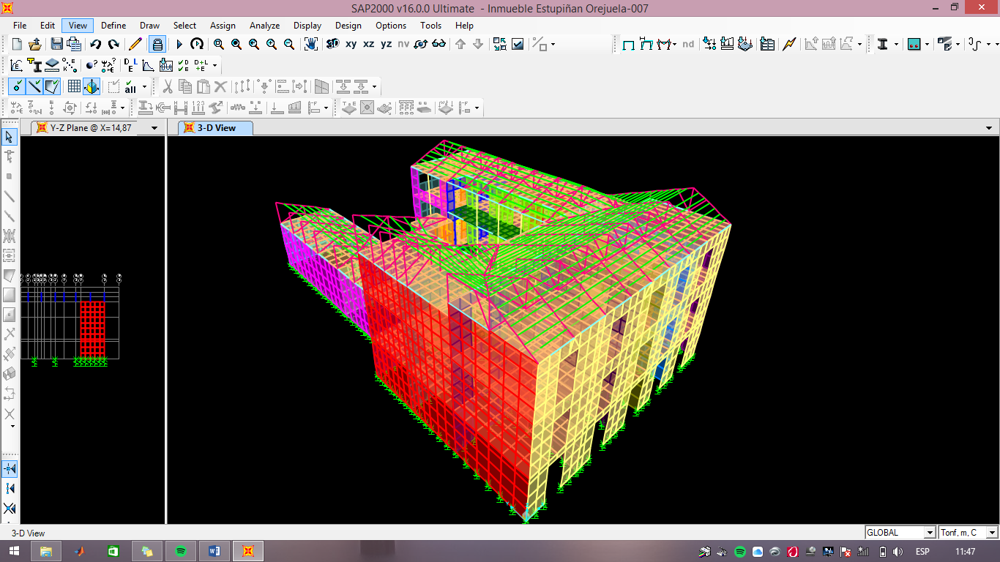 SAP2000 v16.0.0 Ultimate - Inmueble Estupiñan Orejuela-007
File Edit View Define Draw Select Assign Analyze Display Design Options Tools Help
3D xy xz yz nv nd
all
Y-Z Plane @ X=14,87
3-D View
3-D View
GLOBAL
Tonf, m, C
ESP
11:47